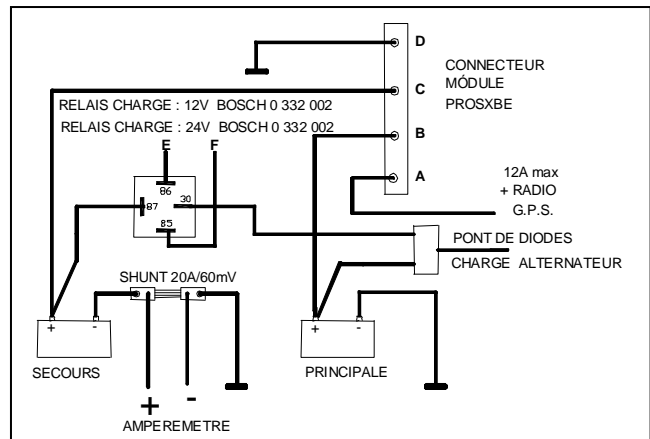 D
CONNECTEUR
MÓDULE
PROSXBE
C
RELAIS CHARGE : 12V BOSCH 0 332 002
RELAIS CHARGE : 24V BOSCH 0 332 002
B
E
F
A
12A max
+ RADIO
G.P.S.
86
87
30
85
PONT DE DIODES
CHARGE ALTERNATEUR
SHUNT 20A/60mV
+
-
+
-
SECOURS
PRINCIPALE
+
-
AMPEREMETRE